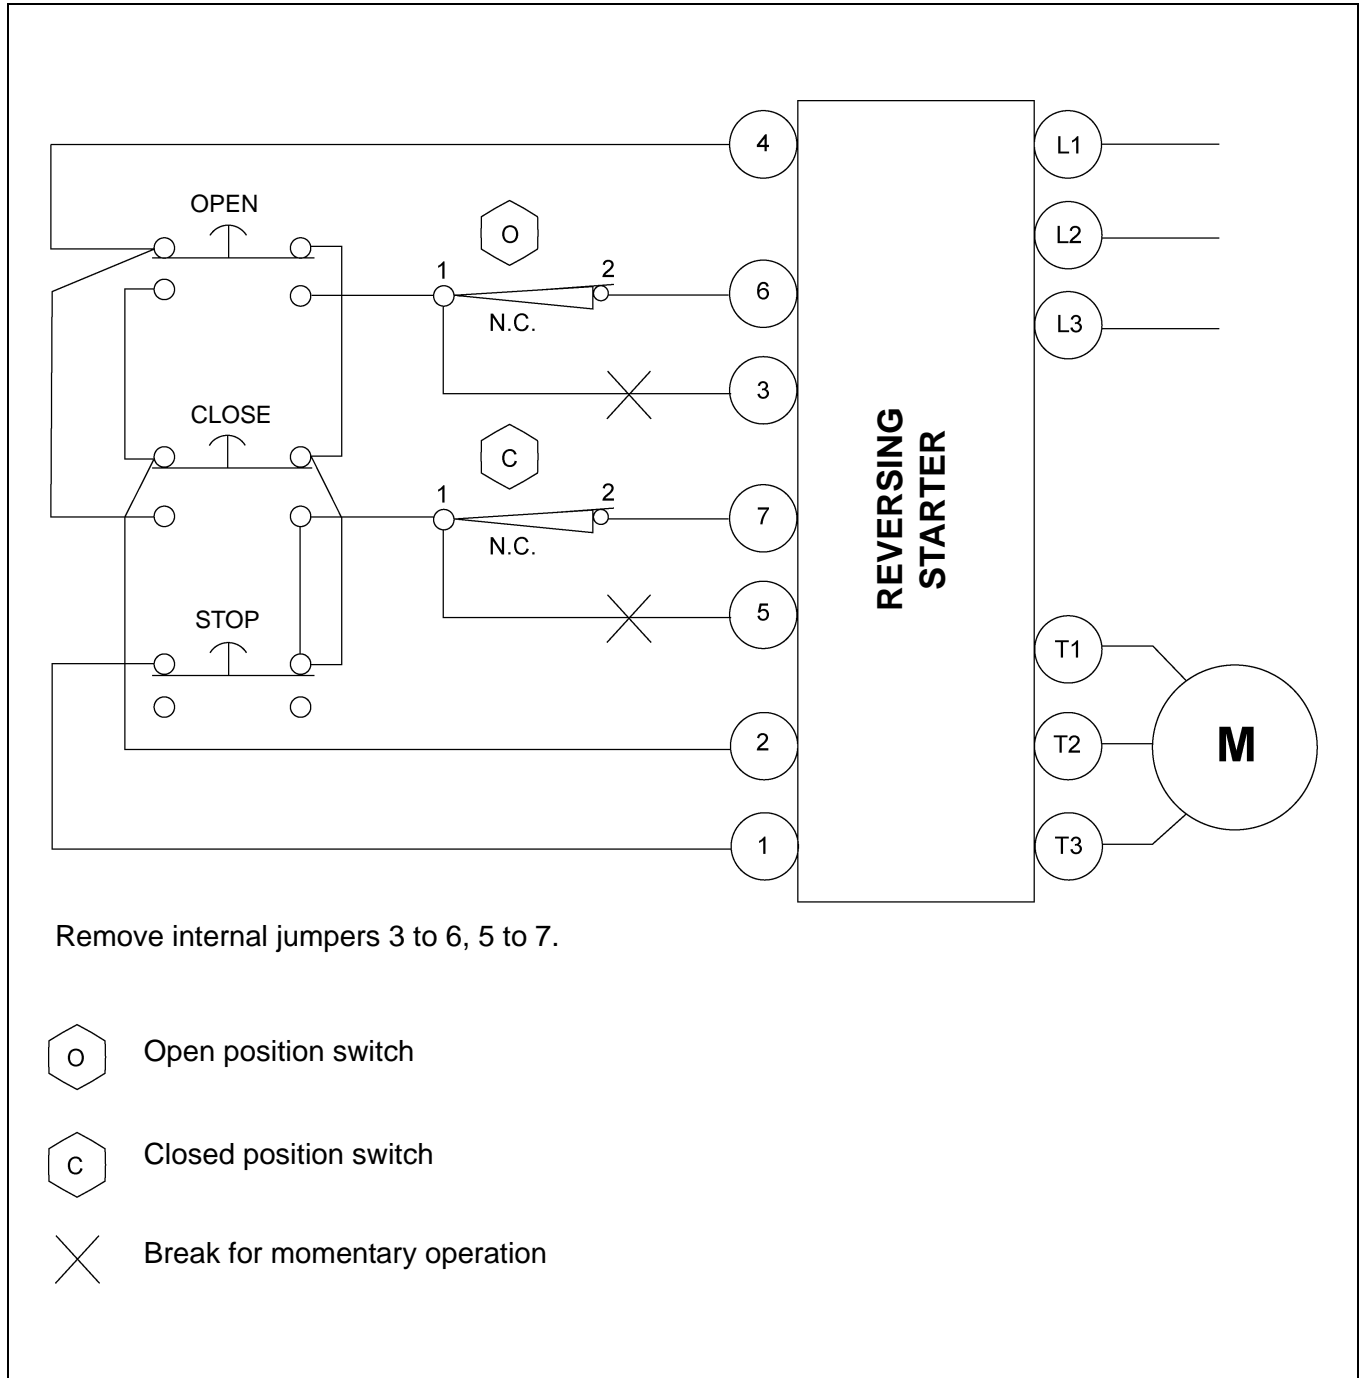 4
L1
OPEN
O
L2
1
2
6
N.C.
L3
3
CLOSE
C
1
2
7
N.C.
REVERSING
STARTER
5
STOP
T1
2
T2
M
1
T3
Remove internal jumpers 3 to 6, 5 to 7.
O Open position switch
C Closed position switch
Break for momentary operation